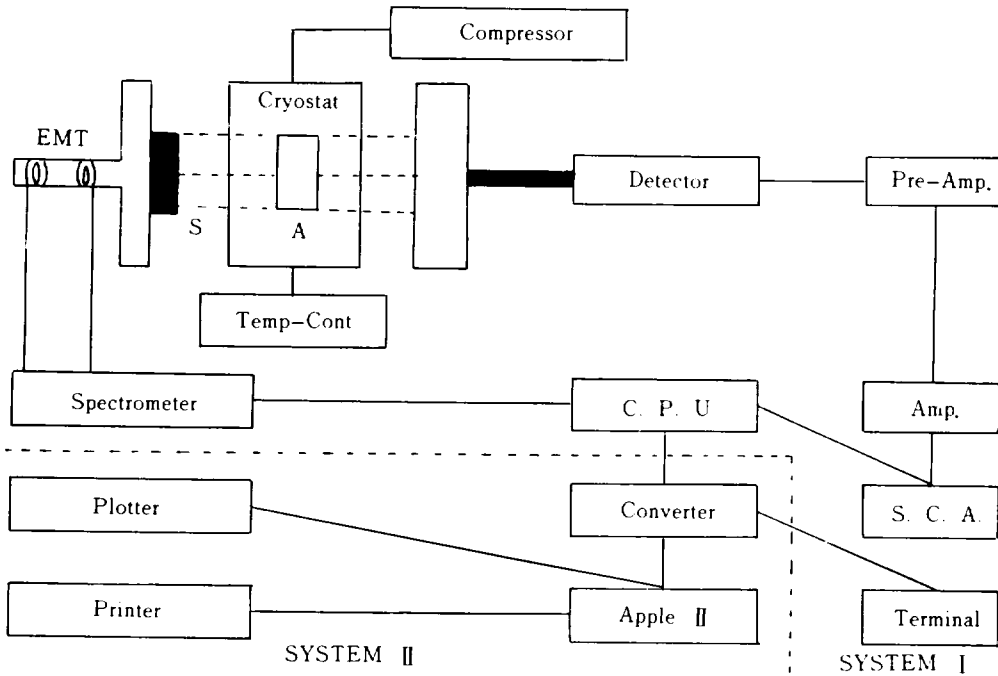 Compressor
Cryostat
EMT
Detector
Pre-Amp.
S
A
Temp-Cont
Spectrometer
C. P. U
Amp.
Plotter
Converter
S. C. A.
Printer
Apple II
Terminal
SYSTEM II
SYSTEM I